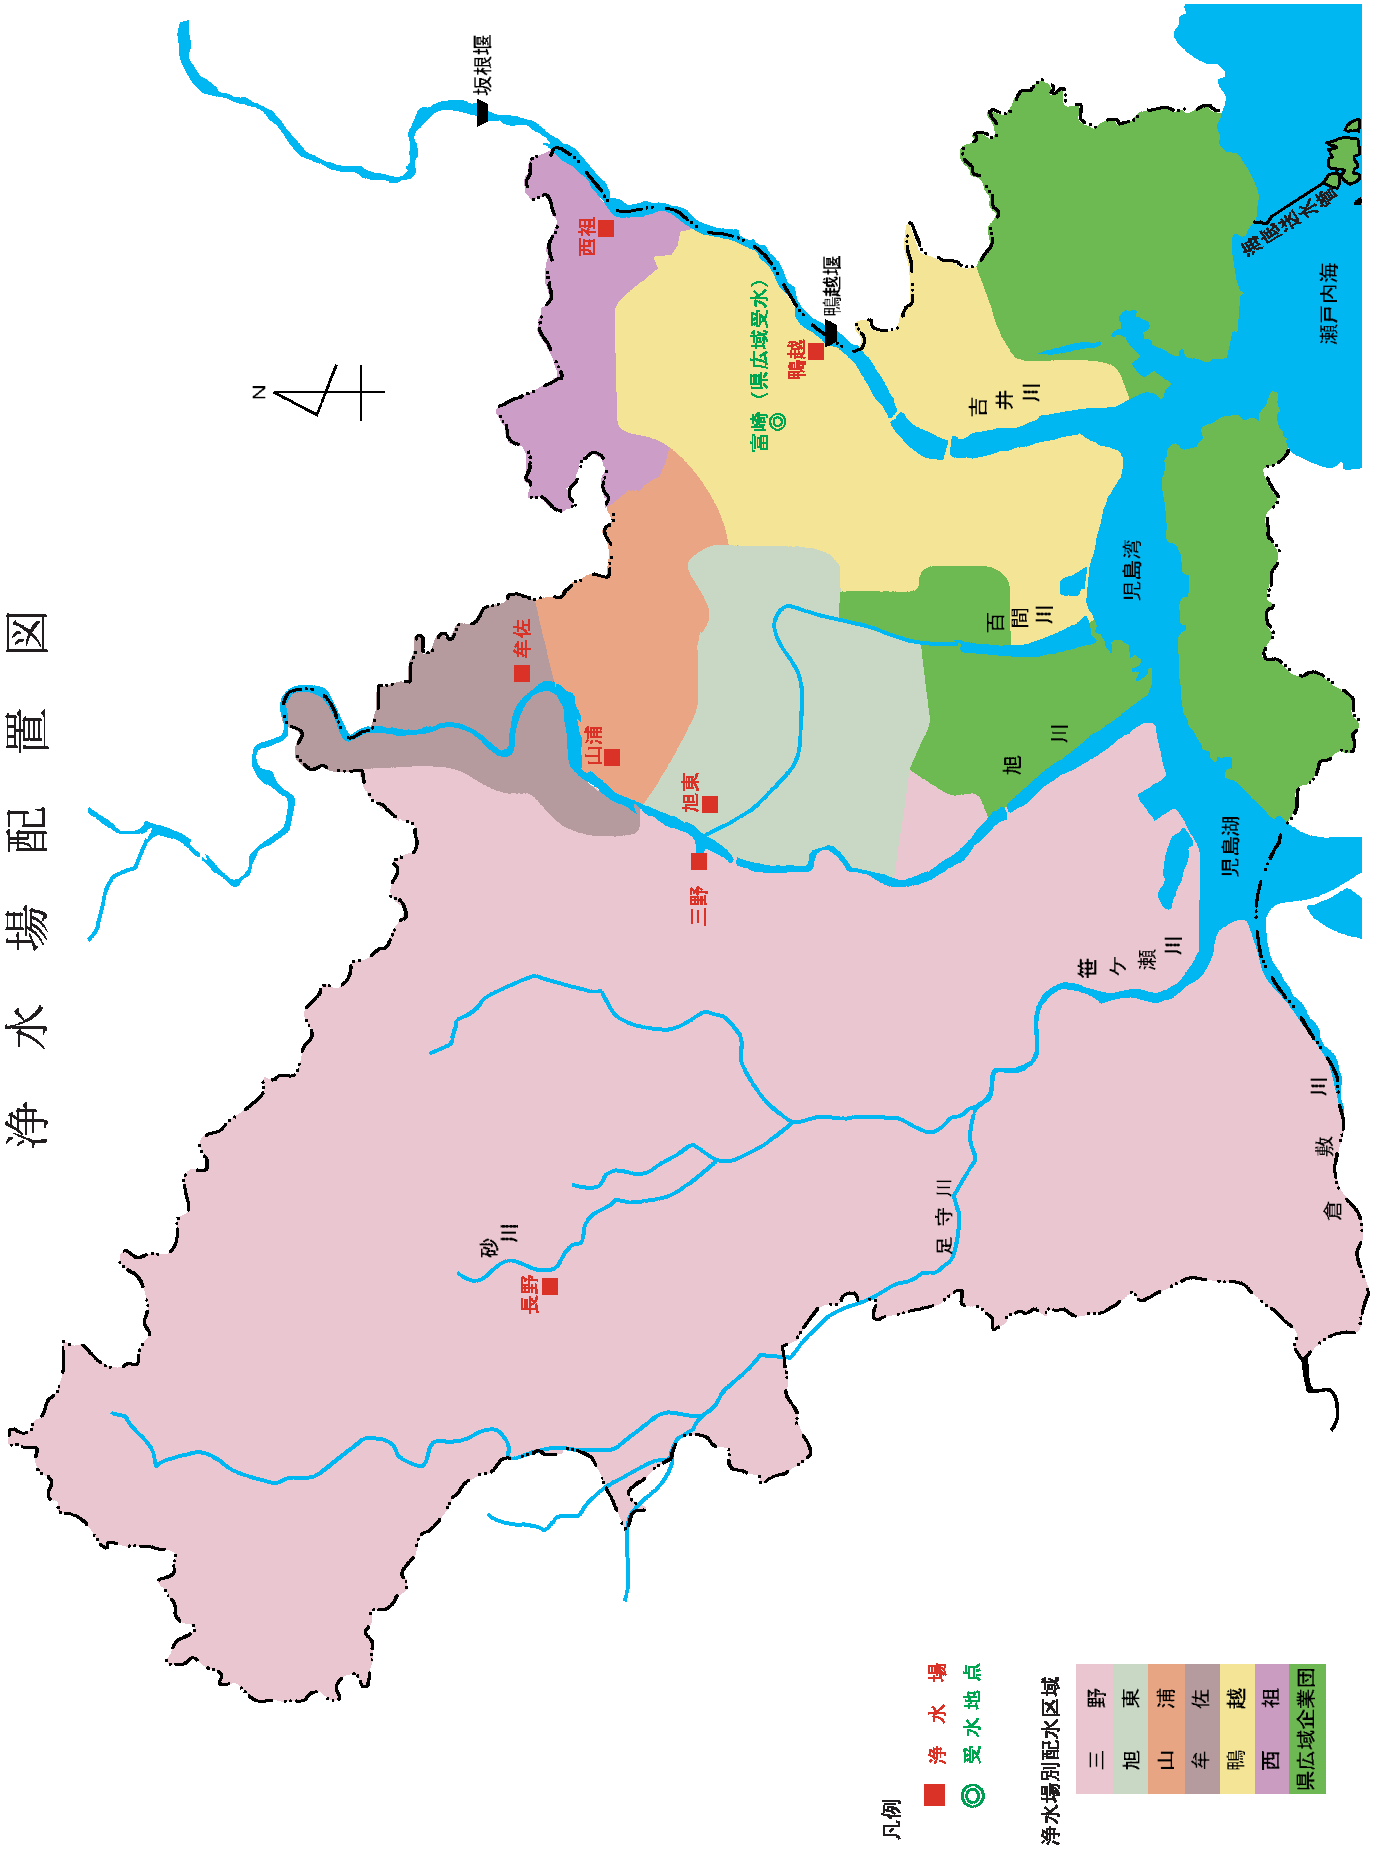 浄水場配置図
N
坂根堰
西祖
鴨越堰
鴨越
富崎（県広域受水）
吉井川
海底送水管
瀬戸内海
児島湾
百間川
牟佐
山浦
旭東
旭川
三野
児島湖
笹ケ瀬川
砂川
長野
足守川
倉敷川
凡例
浄水場
受水地点
浄水場別配水区域
三野
旭東
山浦
牟佐
鴨越
西祖
県広域企業団